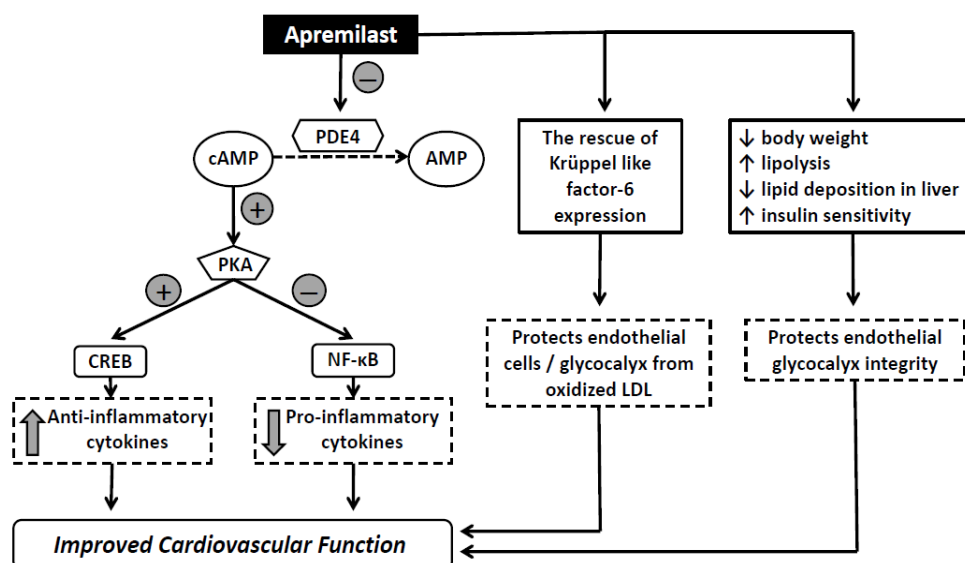 Apremilast
−
PDE4
cAMP
AMP
+
PKA
+
−
CREB
NF-κB
Anti-inflammatory
cytokines
Pro-inflammatory
cytokines
The rescue of
Krüppel like
factor-6
expression
↓ body weight
↑ lipolysis
↓ lipid deposition in liver
↑ insulin sensitivity
Protects endothelial
cells / glycocalyx from
oxidized LDL
Protects endothelial
glycocalyx integrity
Improved Cardiovascular Function